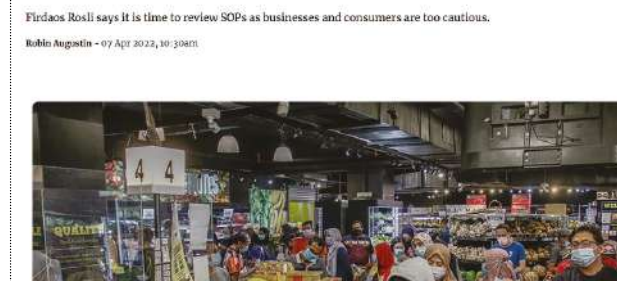 Firdaos Rosli says it is time to review SOPs as businesses and consumers are too cautious.
Robin Augustin - 07 Apr 2022, 10:30am
4 4
QUALITY